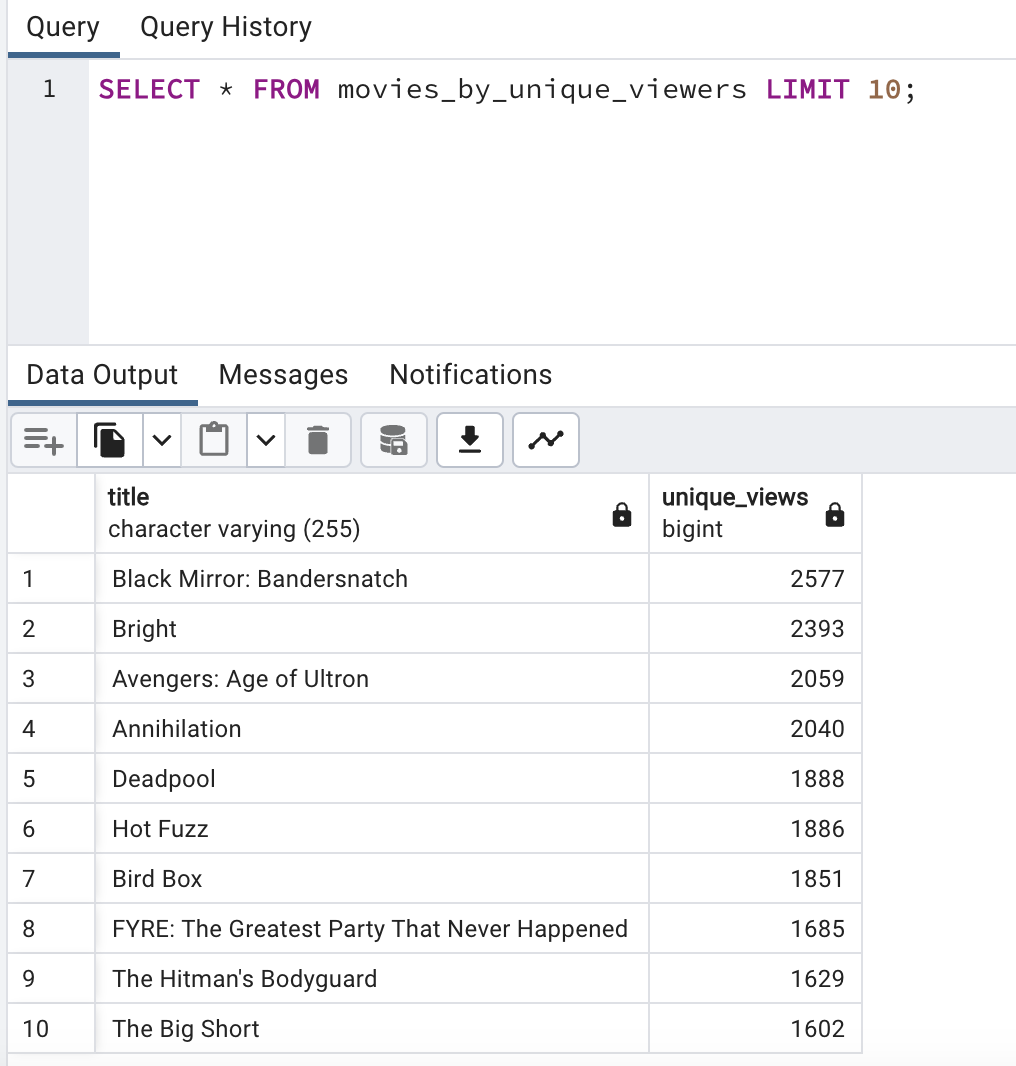 Query Query History
1 SELECT * FROM movies_by_unique_viewers LIMIT 10;
Data Output Messages Notifications
title unique_views
character varying (255) bigint
1 Black Mirror: Bandersnatch 2577
2 Bright 2393
3 Avengers: Age of Ultron 2059
4 Annihilation 2040
5 Deadpool 1888
6 Hot Fuzz 1886
7 Bird Box 1851
8 FYRE: The Greatest Party That Never Happened 1685
9 The Hitman's Bodyguard 1629
10 The Big Short 1602